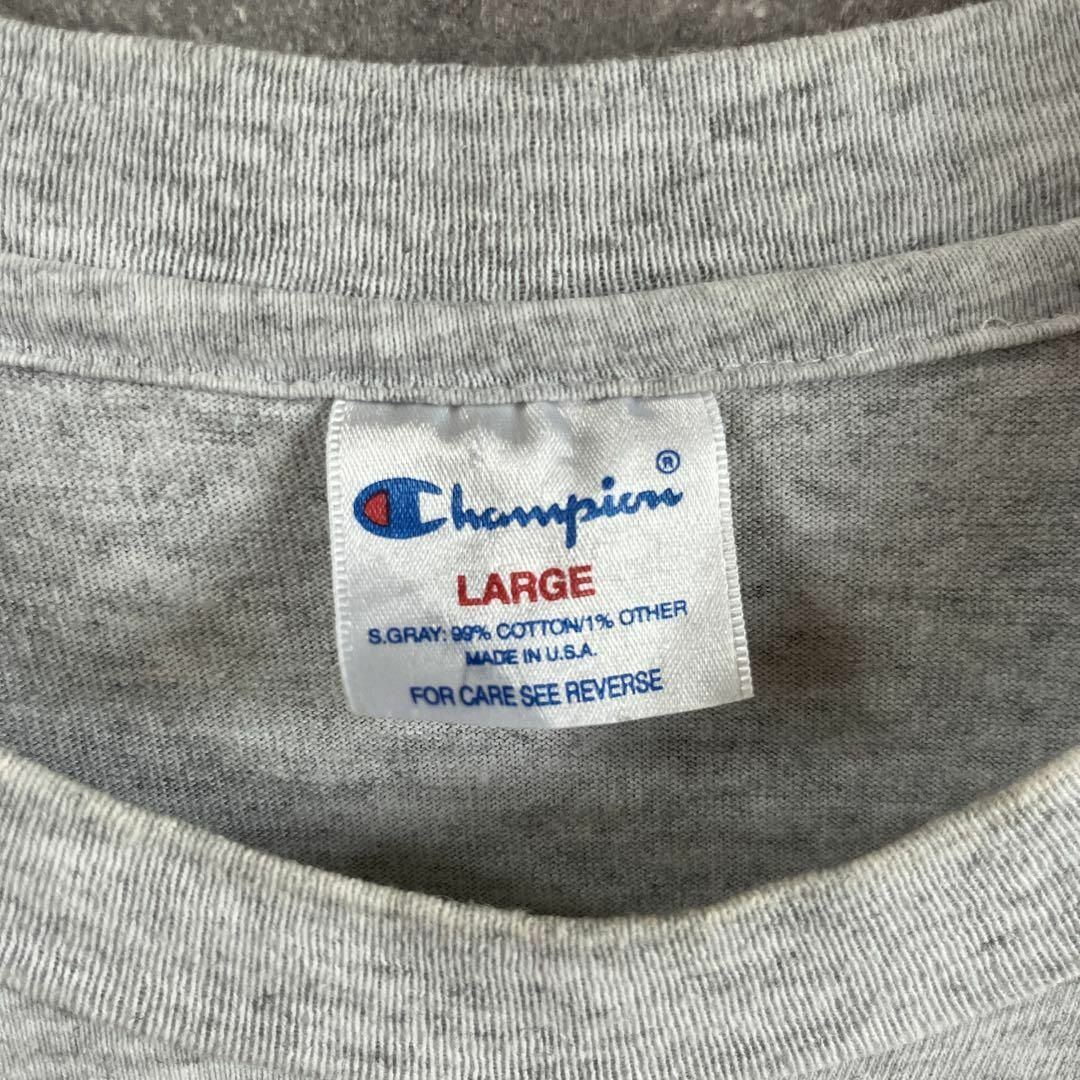 Champion®
LARGE
S.GRAY: 99% COTTON/1% OTHER
MADE IN U.S.A.
FOR CARE SEE REVERSE